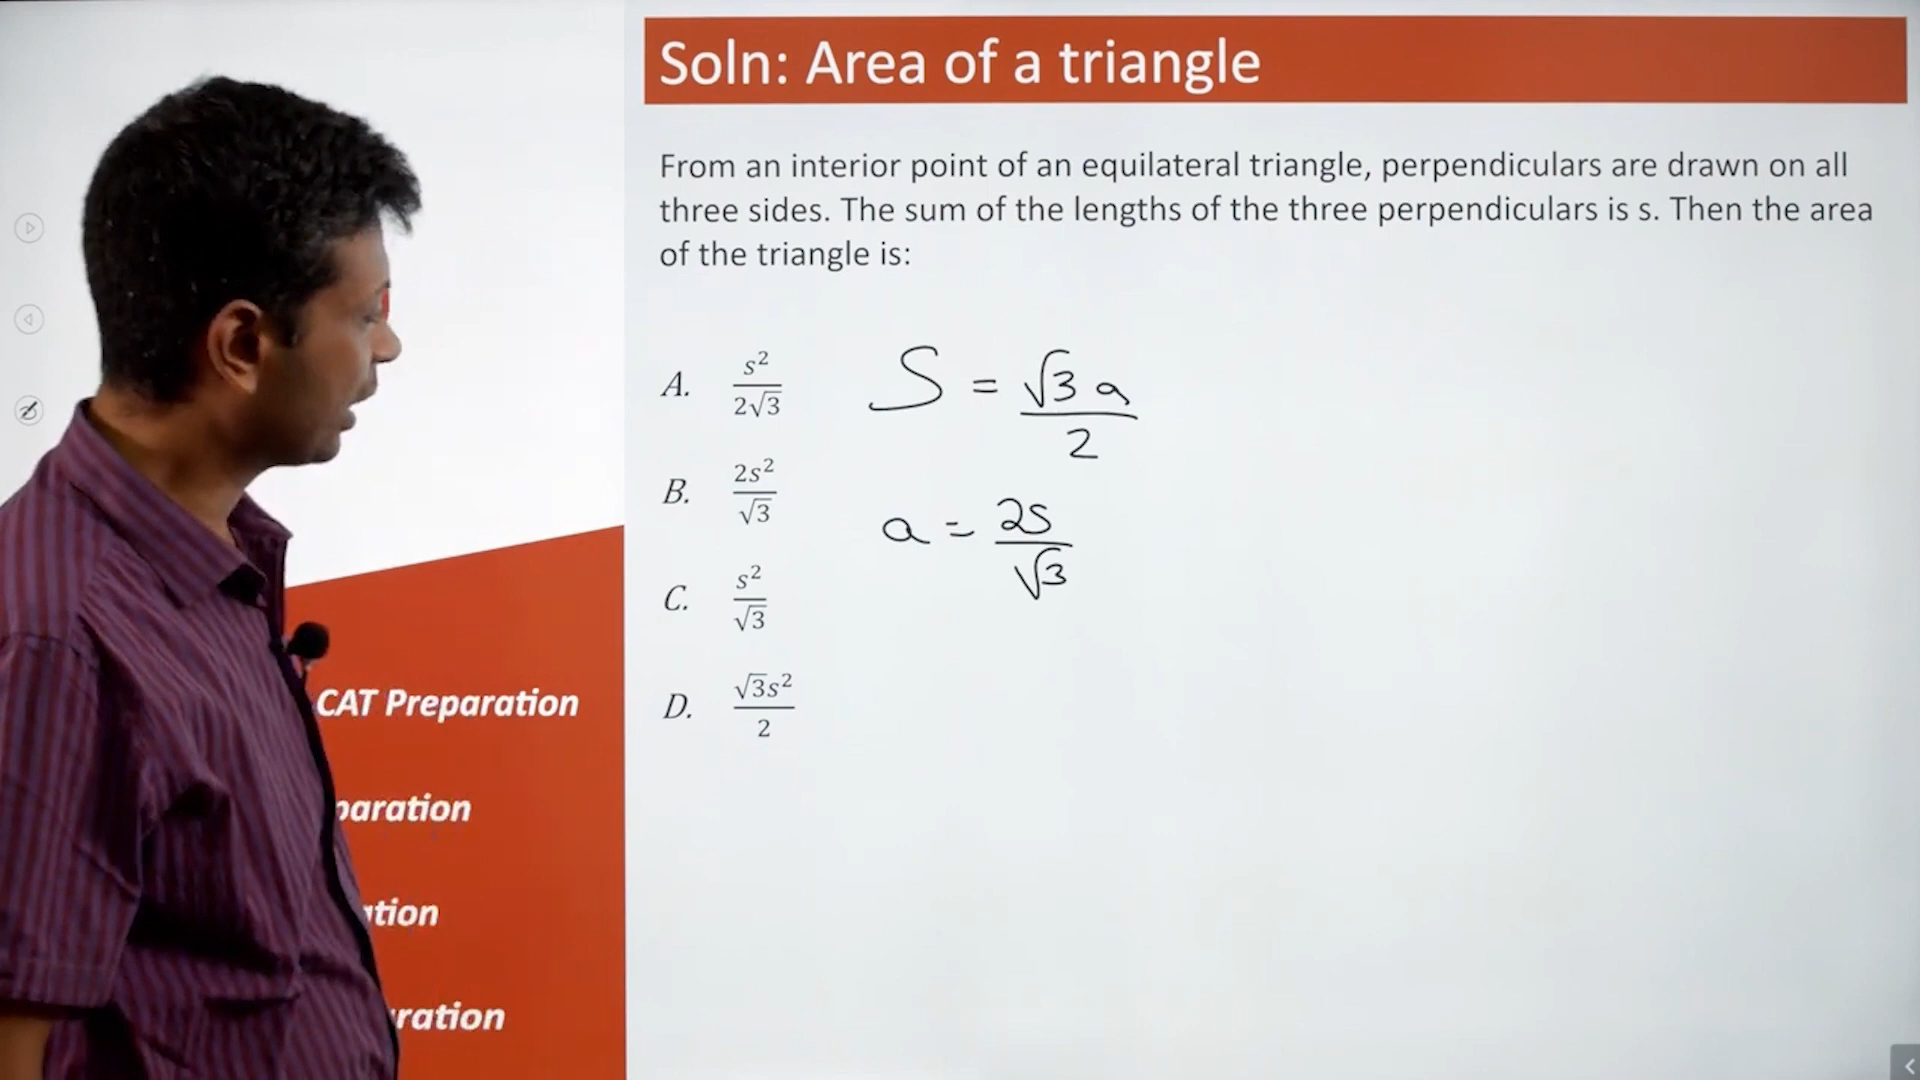 Soln: Area of a triangle
From an interior point of an equilateral triangle, perpendiculars are drawn on all
three sides. The sum of the lengths of the three perpendiculars is s. Then the area
of the triangle is:
A. s²/(2√3)
B. 2s²/√3
C. s²/√3
D. √3s²/2
S = √3 a/2
a = 2s/√3
CAT Preparation
paration
ation
ration